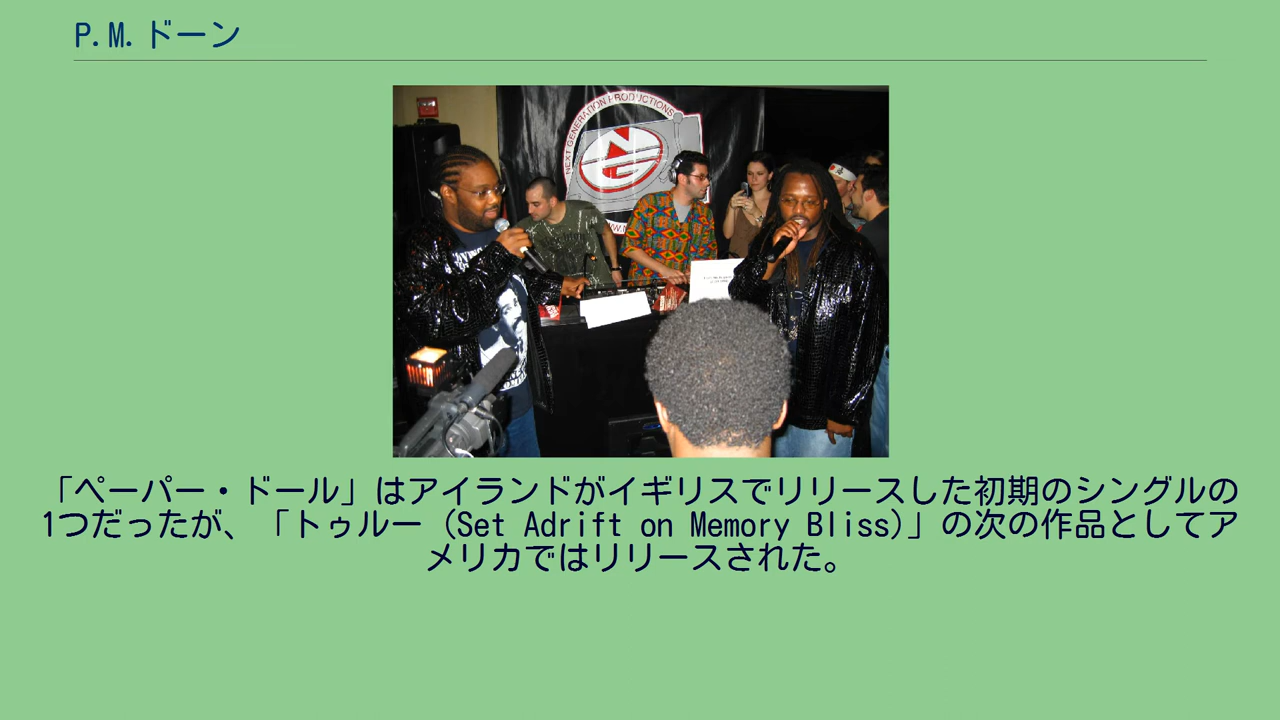 P.M.ドーン
NEXT GENERATION PRODUCTIONS
「ペーパー・ドール」はアイランドがイギリスでリリースした初期のシングルの
1つだったが、「トゥルー（Set Adrift on Memory Bliss）」の次の作品としてア
メリカではリリースされた。